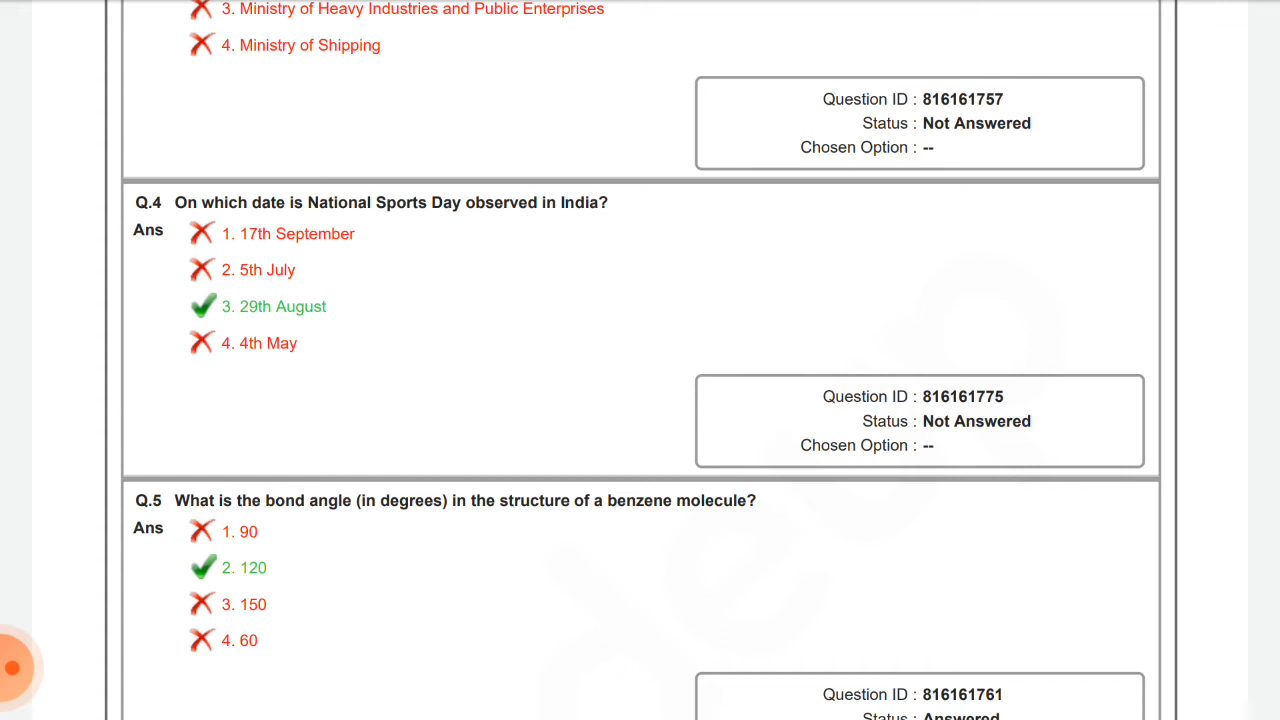 3. Ministry of Heavy Industries and Public Enterprises
4. Ministry of Shipping
Question ID : 816161757
Status : Not Answered
Chosen Option : --
Q.4 On which date is National Sports Day observed in India?
Ans 1. 17th September
2. 5th July
3. 29th August
4. 4th May
Question ID : 816161775
Status : Not Answered
Chosen Option : --
Q.5 What is the bond angle (in degrees) in the structure of a benzene molecule?
Ans 1. 90
2. 120
3. 150
4. 60
Question ID : 816161761
Status : Answered